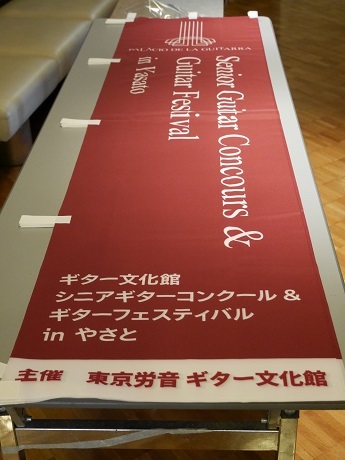 PALACIO DE LA GUITARRA
Senior Guitar Concours &
Guitar Festival
in Yasato
ギター文化館
シニアギターコンクール &
ギターフェスティバル
in やさと
主催 東京労音 ギター文化館